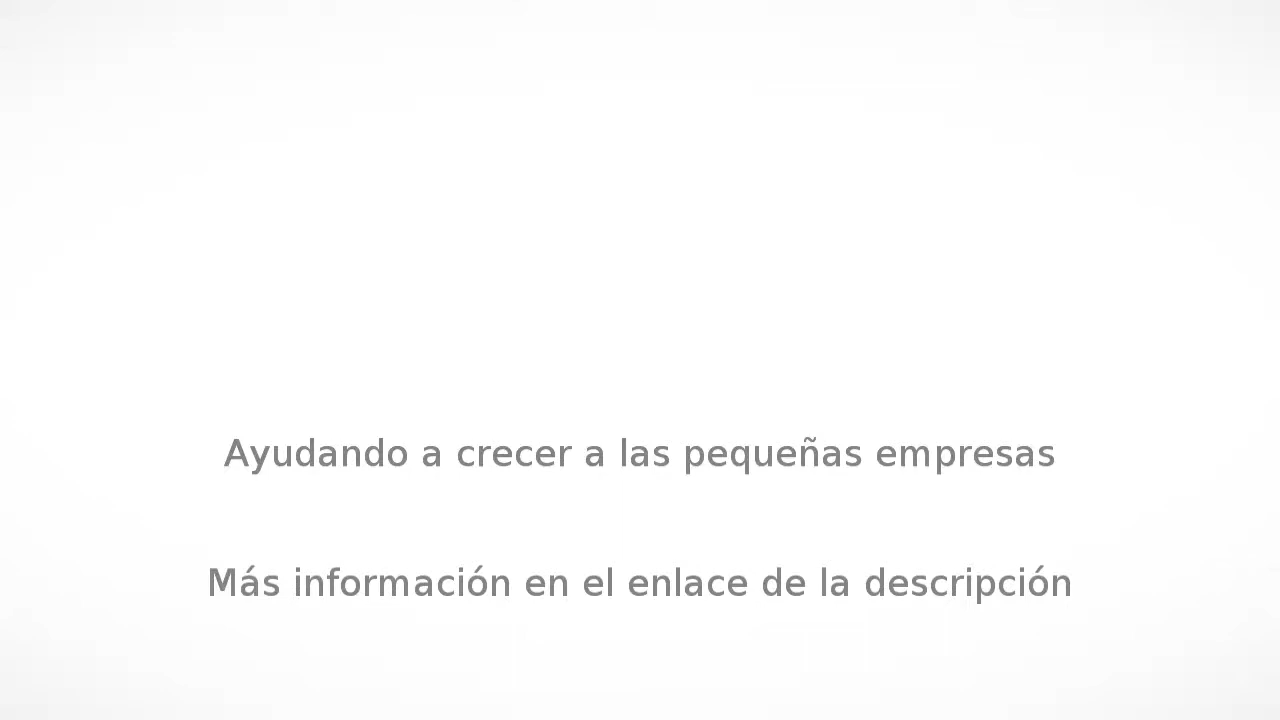 Ayudando a crecer a las pequeñas empresas
Más información en el enlace de la descripción